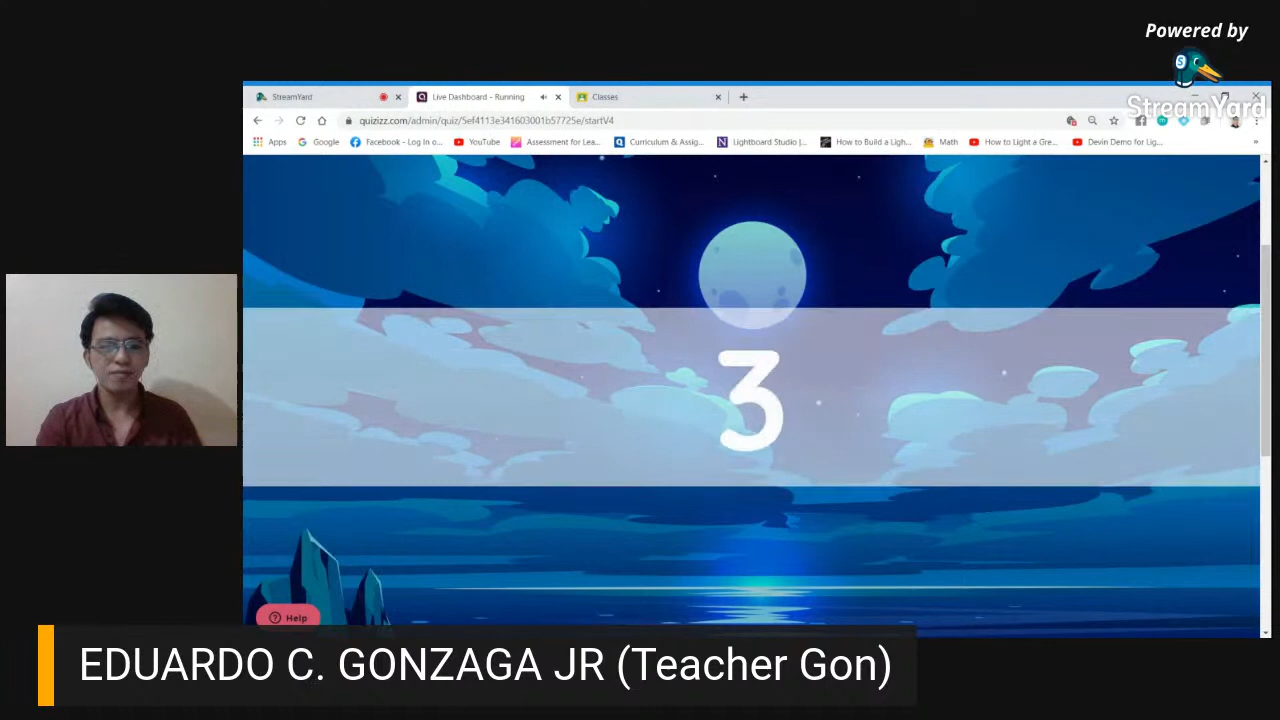 Powered by
StreamYard
StreamYard
Live Dashboard - Running
Classes
quizizz.com/admin/quiz/5ef4113e341603001b57725e/startV4
Apps
Google
Facebook - Log In o...
YouTube
Assessment for Lea...
Curriculum & Assig...
Lightboard Studio |...
How to Build a Ligh...
Math
How to Light a Gre...
Devin Demo for Lig...
3
Help
EDUARDO C. GONZAGA JR (Teacher Gon)